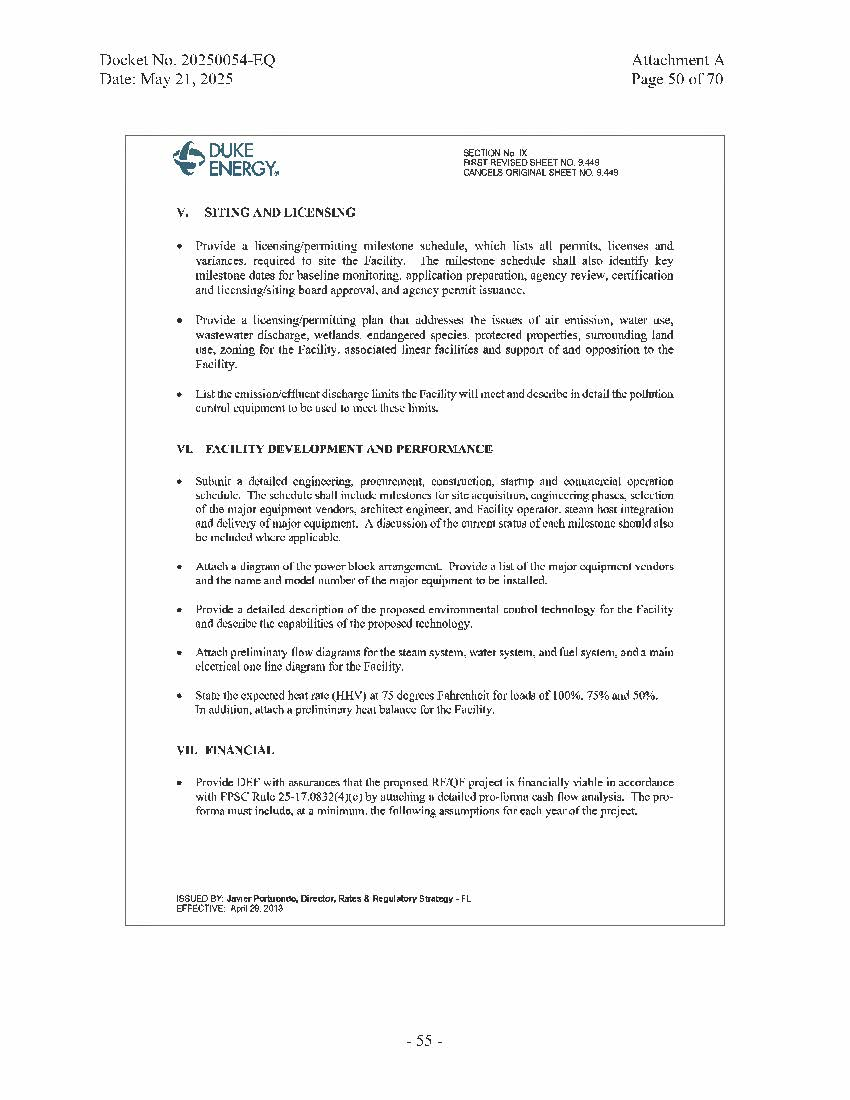 Docket No. 20250054-EQ
Date: May 21, 2025
Attachment A
Page 50 of 70
DUKE
ENERGY®
SECTION No. IX
FIRST REVISED SHEET NO. 9.449
CANCELS ORIGINAL SHEET NO. 9.449
V. SITING AND LICENSING
• Provide a licensing/permitting milestone schedule, which lists all permits, licenses and
variances, required to site the Facility. The milestone schedule shall also identify key
milestone dates for baseline monitoring, application preparation, agency review, certification
and licensing/siting board approval, and agency permit issuance.
• Provide a licensing/permitting plan that addresses the issues of air emission, water use,
wastewater discharge, wetlands, endangered species, protected properties, surrounding land
use, zoning for the Facility, associated linear facilities and support of and opposition to the
Facility.
• List the emission/effluent discharge limits the Facility will meet and describe in detail the pollution
control equipment to be used to meet these limits.
VI. FACILITY DEVELOPMENT AND PERFORMANCE
• Submit a detailed engineering, procurement, construction, startup and commercial operation
schedule. The schedule shall include milestones for site acquisition, engineering phases, selection
of the major equipment vendors, architect engineer, and Facility operator, steam host integration
and delivery of major equipment. A discussion of the current status of each milestone should also
be included where applicable.
• Attach a diagram of the power block arrangement. Provide a list of the major equipment vendors
and the name and model number of the major equipment to be installed.
• Provide a detailed description of the proposed environmental control technology for the Facility
and describe the capabilities of the proposed technology.
• Attach preliminary flow diagrams for the steam system, water system, and fuel system, and a main
electrical one line diagram for the Facility.
• State the expected heat rate (HHV) at 75 degrees Fahrenheit for loads of 100%, 75% and 50%.
In addition, attach a preliminary heat balance for the Facility.
VII. FINANCIAL
• Provide DEF with assurances that the proposed RF/QF project is financially viable in accordance
with FPSC Rule 25-17.0832(4)(c) by attaching a detailed pro-forma cash flow analysis. The pro-
forma must include, at a minimum, the following assumptions for each year of the project.
ISSUED BY: Javier Portuondo, Director, Rates & Regulatory Strategy - FL
EFFECTIVE: April 29, 2013
- 55 -